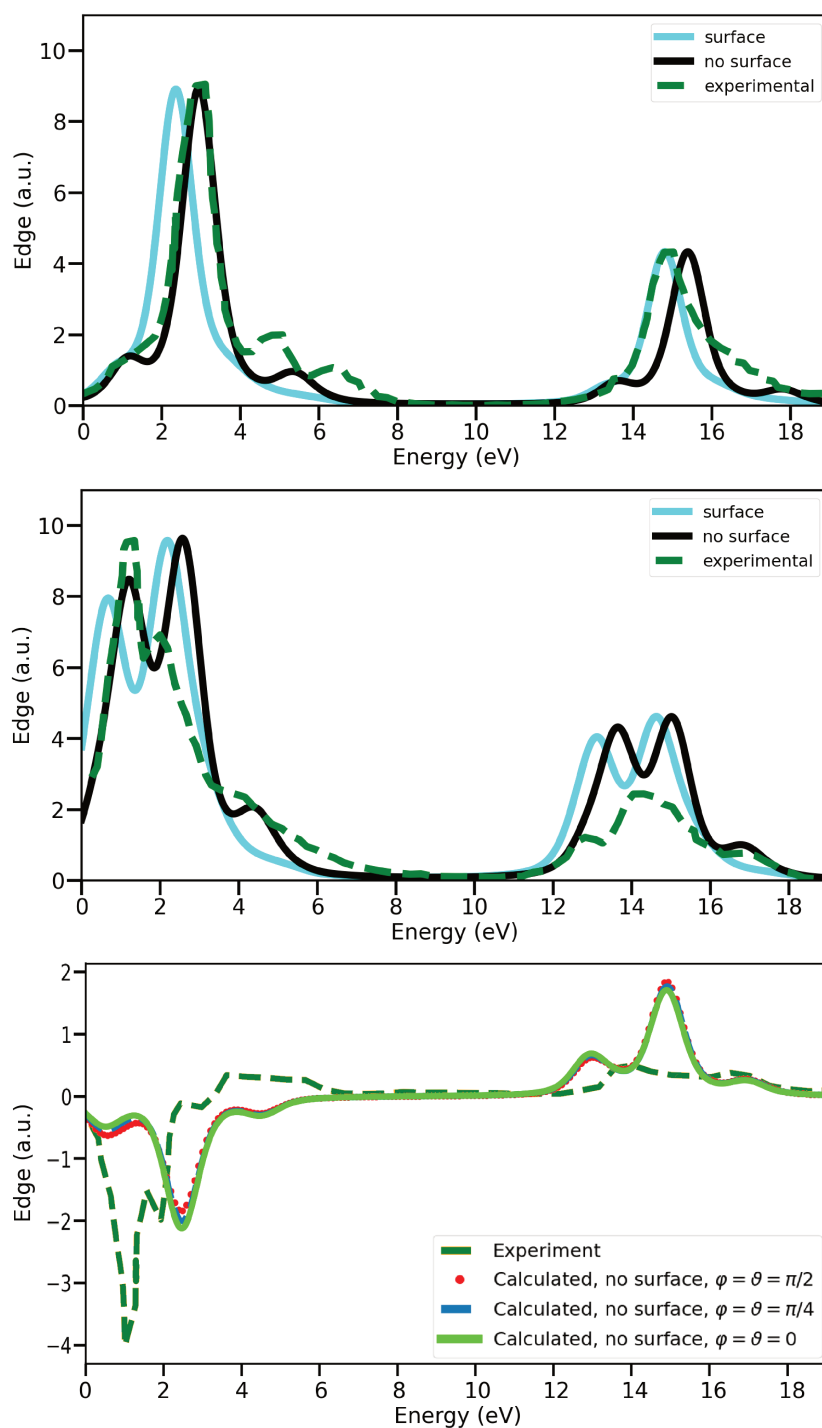 10
8
6
4
2
0
Edge (a.u.)
surface
no surface
experimental
0 2 4 6 8 10 12 14 16 18
Energy (eV)
10
8
6
4
2
0
Edge (a.u.)
surface
no surface
experimental
0 2 4 6 8 10 12 14 16 18
Energy (eV)
2
1
0
−1
−2
−3
−4
Edge (a.u.)
Experiment
Calculated, no surface, φ = ϑ = π/2
Calculated, no surface, φ = ϑ = π/4
Calculated, no surface, φ = ϑ = 0
0 2 4 6 8 10 12 14 16 18
Energy (eV)